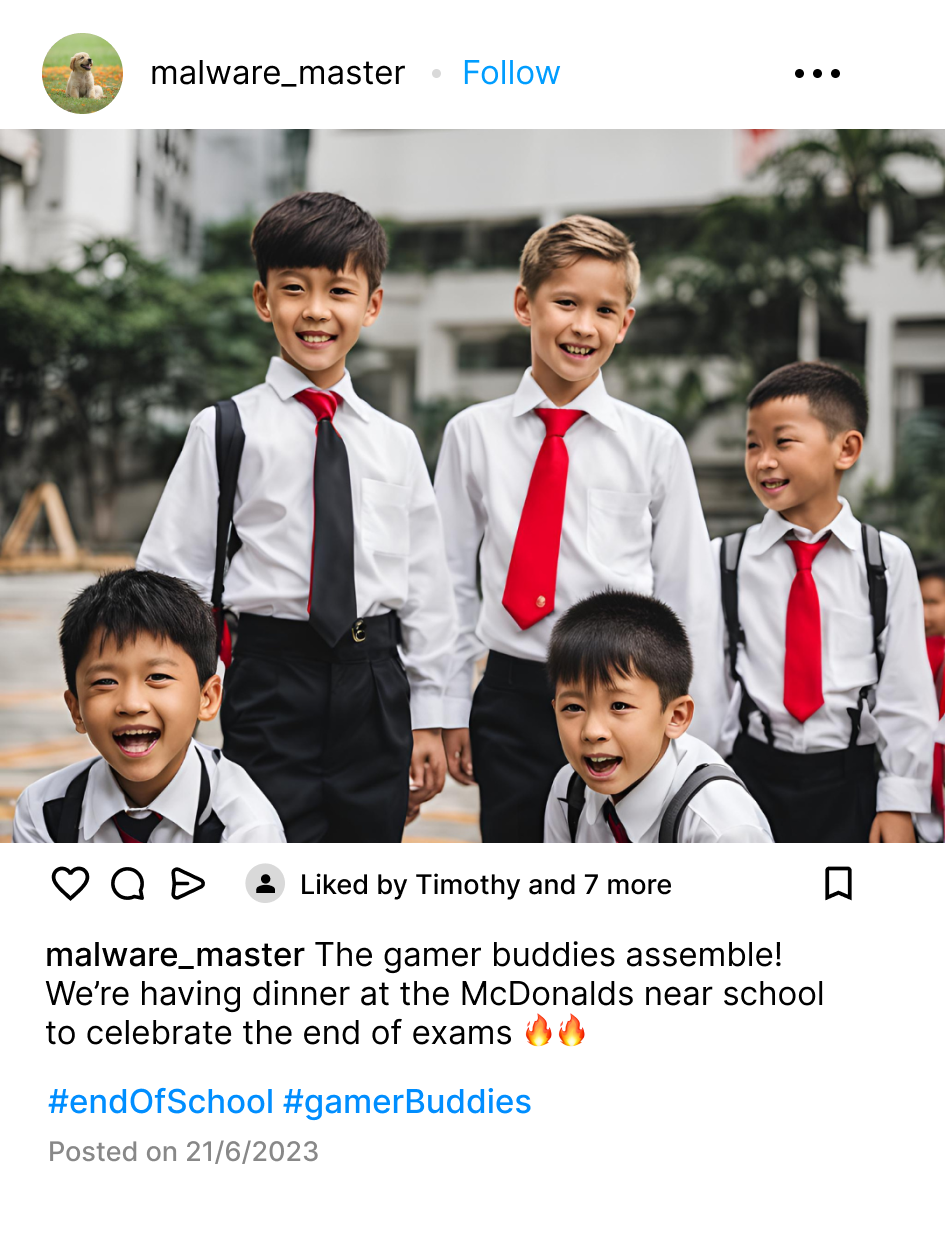 malware_master • Follow
Liked by Timothy and 7 more
malware_master The gamer buddies assemble!
We’re having dinner at the McDonalds near school
to celebrate the end of exams 🔥🔥
#endOfSchool #gamerBuddies
Posted on 21/6/2023